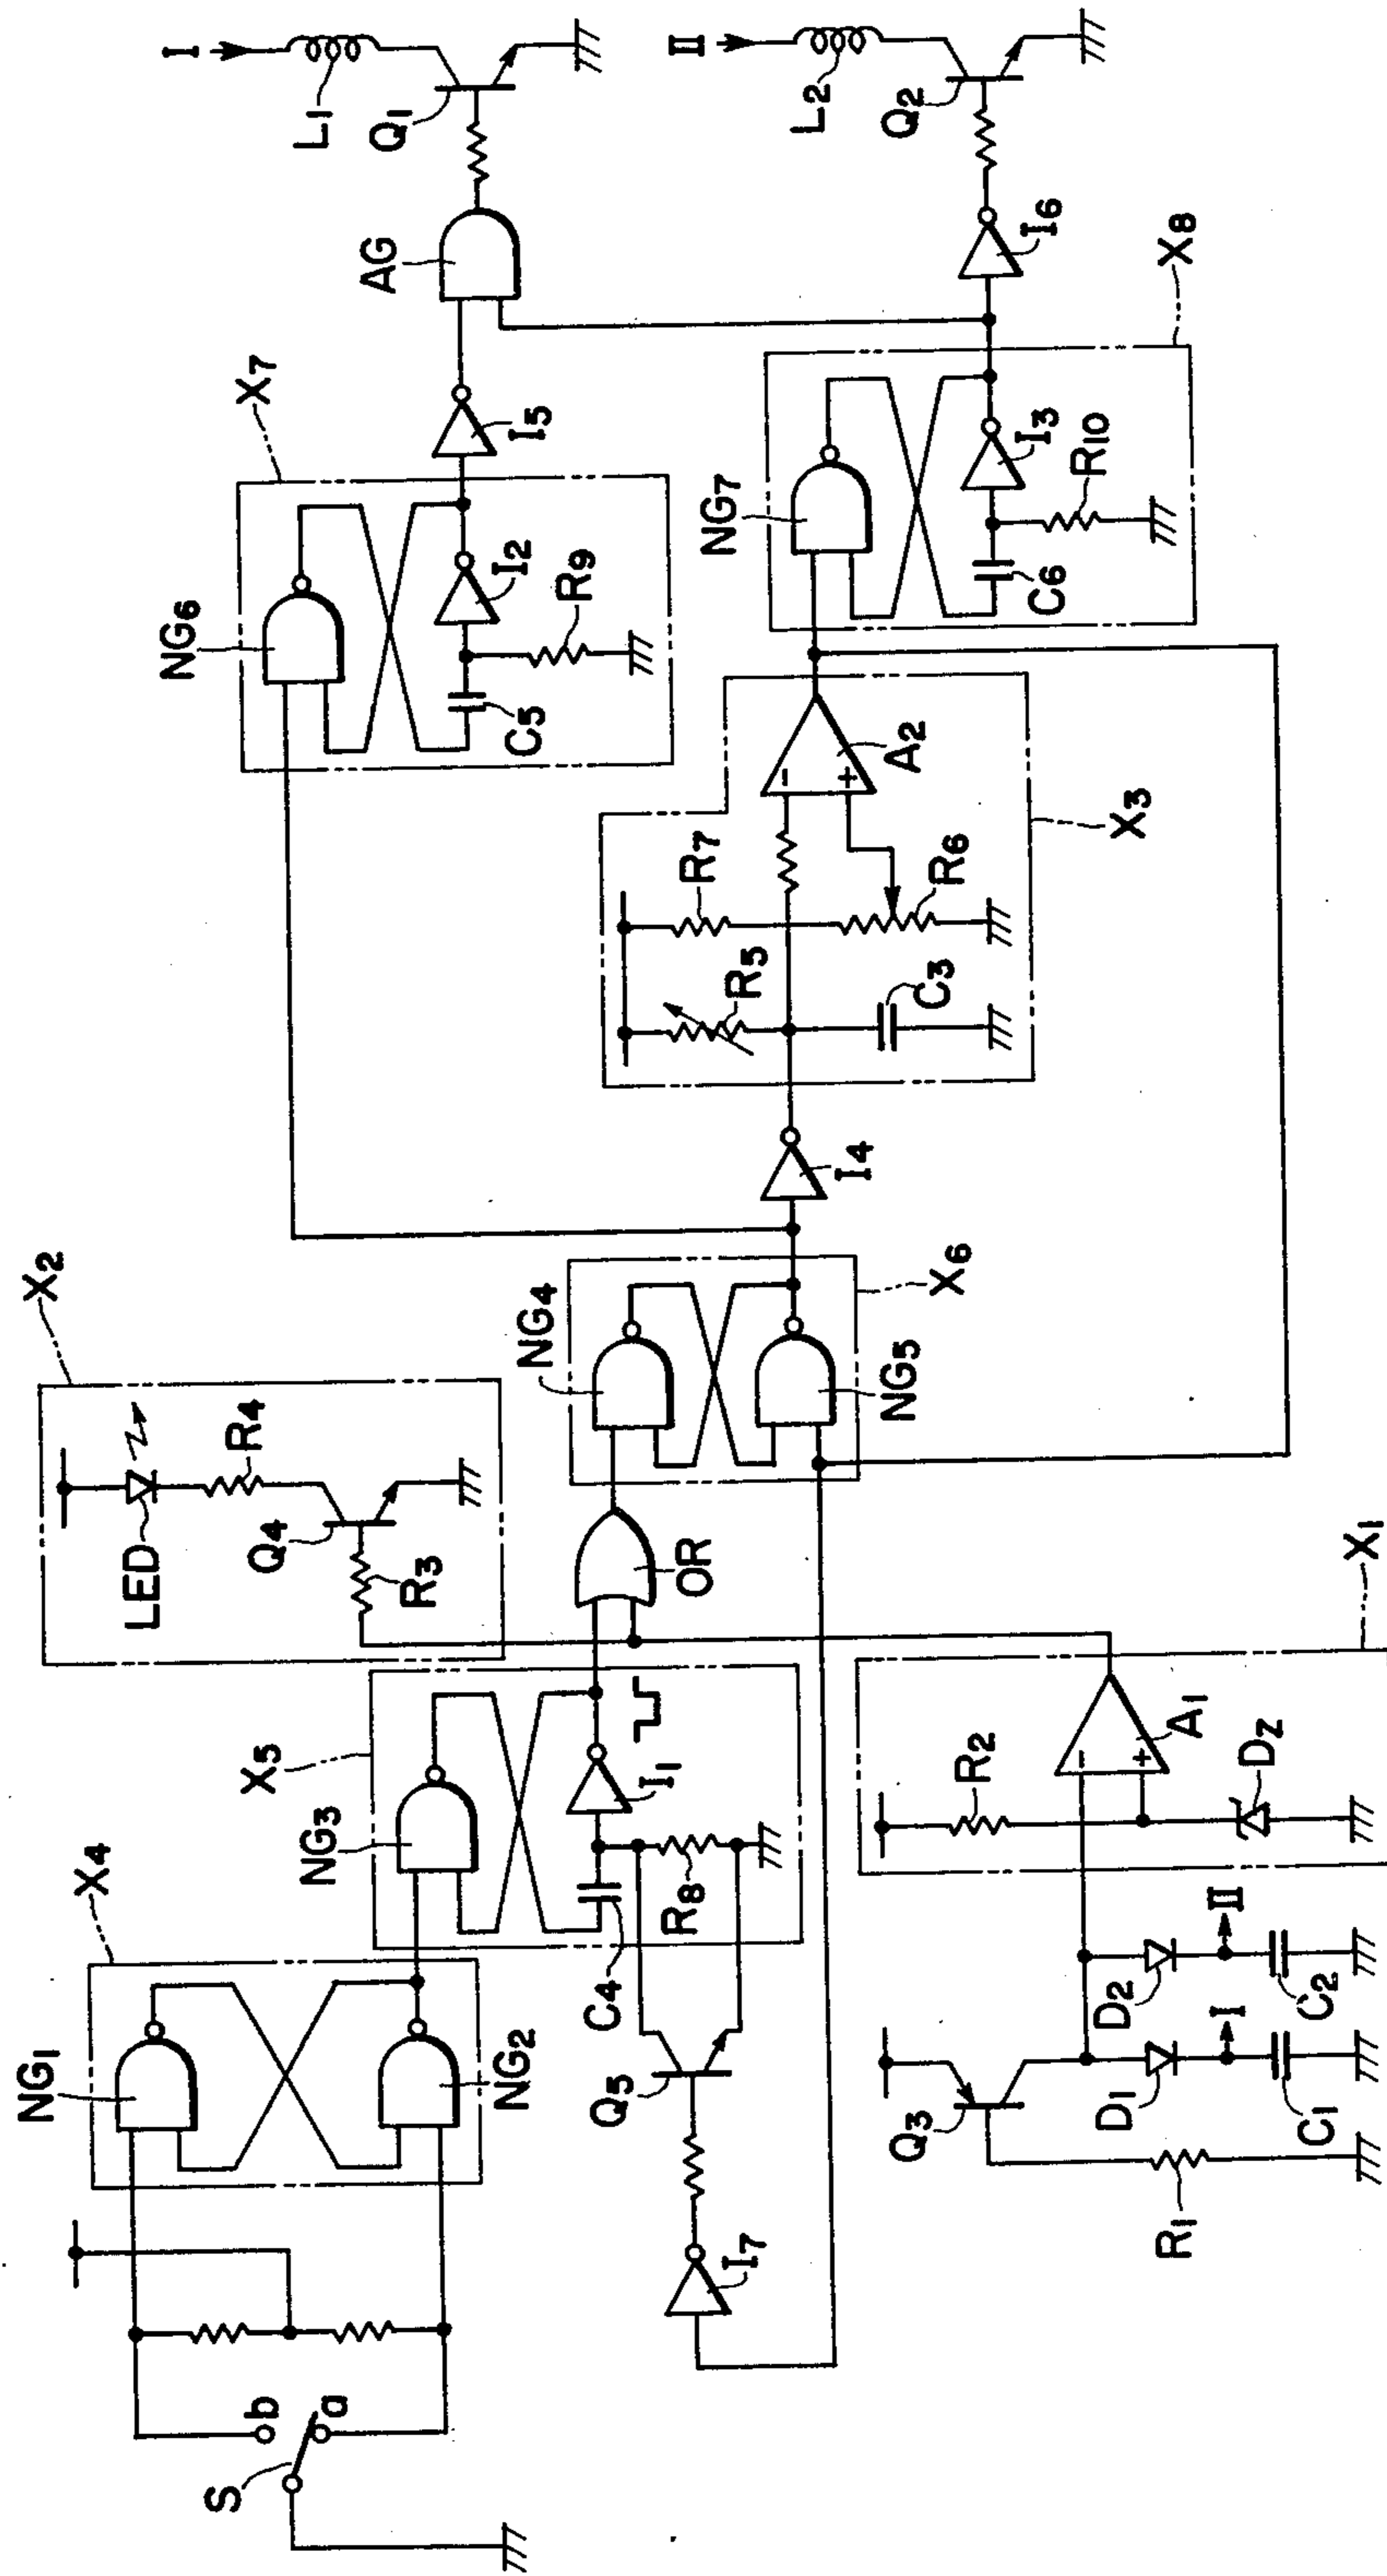 S
b
a
X4
NG1
NG2
I7
Q5
X5
NG3
C4
R8
I1
OR
X2
LED
R4
Q4
R3
X6
NG4
NG5
I4
X3
R5
C3
R7
R6
A2
X7
NG6
C5
I2
R9
I5
AG
L1
Q1
I
X8
NG7
C6
I3
R10
I6
L2
Q2
II
Q3
R1
D1
I
C1
D2
II
C2
X1
R2
DZ
A1
-
+
-
+